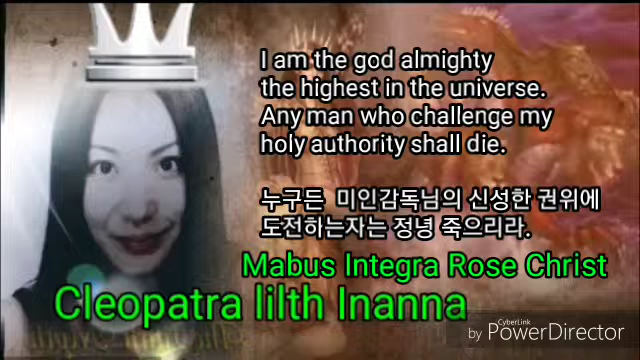 I am the god almighty
the highest in the universe.
Any man who challenge my
holy authority shall die.
누구든 미인감독님의 신성한 권위에
도전하는자는 정녕 죽으리라.
Mabus Integra Rose Christ
Cleopatra lilth Inanna
CyberLink
by PowerDirector